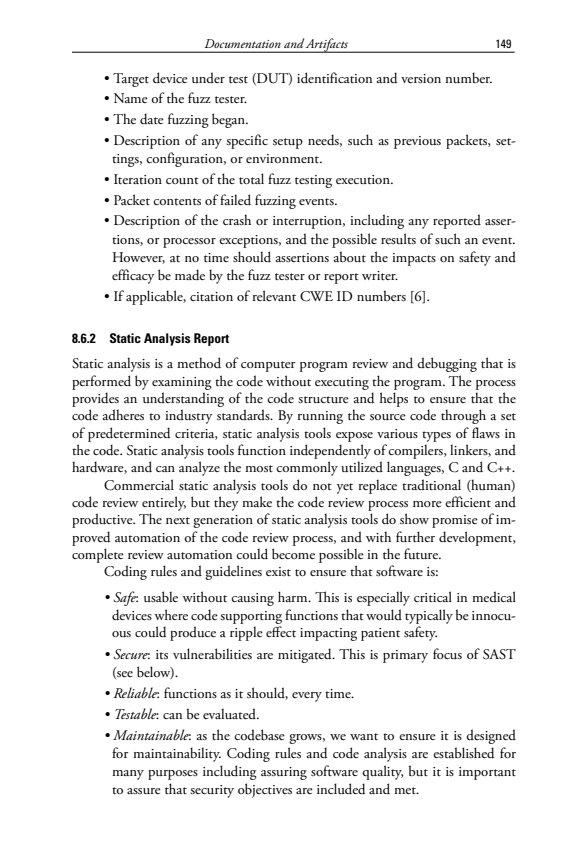 Documentation and Artifacts 149
• Target device under test (DUT) identification and version number.
• Name of the fuzz tester.
• The date fuzzing began.
• Description of any specific setup needs, such as previous packets, set-
tings, configuration, or environment.
• Iteration count of the total fuzz testing execution.
• Packet contents of failed fuzzing events.
• Description of the crash or interruption, including any reported asser-
tions, or processor exceptions, and the possible results of such an event.
However, at no time should assertions about the impacts on safety and
efficacy be made by the fuzz tester or report writer.
• If applicable, citation of relevant CWE ID numbers [6].
8.6.2 Static Analysis Report
Static analysis is a method of computer program review and debugging that is
performed by examining the code without executing the program. The process
provides an understanding of the code structure and helps to ensure that the
code adheres to industry standards. By running the source code through a set
of predetermined criteria, static analysis tools expose various types of flaws in
the code. Static analysis tools function independently of compilers, linkers, and
hardware, and can analyze the most commonly utilized languages, C and C++.
Commercial static analysis tools do not yet replace traditional (human)
code review entirely, but they make the code review process more efficient and
productive. The next generation of static analysis tools do show promise of im-
proved automation of the code review process, and with further development,
complete review automation could become possible in the future.
Coding rules and guidelines exist to ensure that software is:
• Safe: usable without causing harm. This is especially critical in medical
devices where code supporting functions that would typically be innocu-
ous could produce a ripple effect impacting patient safety.
• Secure: its vulnerabilities are mitigated. This is primary focus of SAST
(see below).
• Reliable: functions as it should, every time.
• Testable: can be evaluated.
• Maintainable: as the codebase grows, we want to ensure it is designed
for maintainability. Coding rules and code analysis are established for
many purposes including assuring software quality, but it is important
to assure that security objectives are included and met.